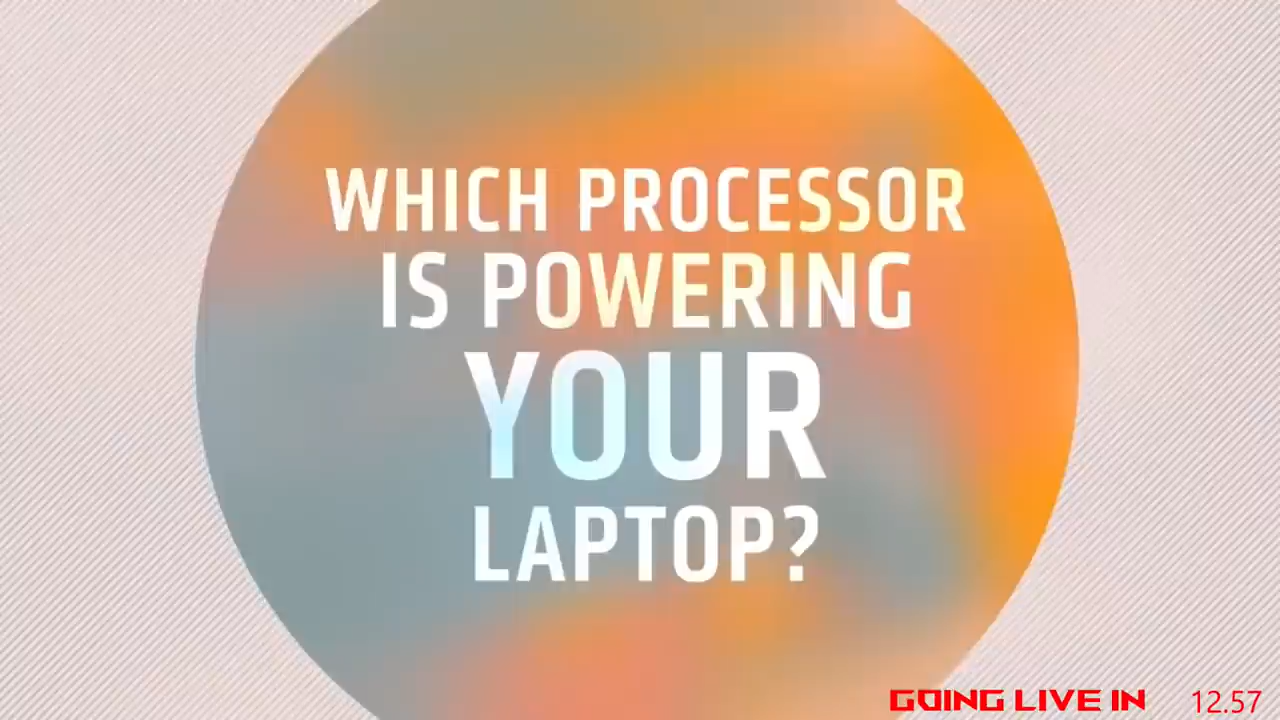 WHICH PROCESSOR
IS POWERING
YOUR
LAPTOP?
GOING LIVE IN 12.57